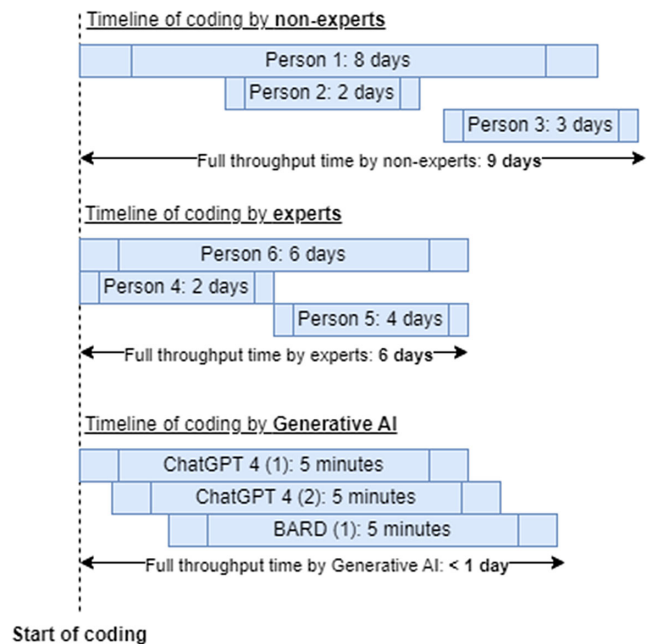 Timeline of coding by non-experts
Person 1: 8 days
Person 2: 2 days
Person 3: 3 days
Full throughput time by non-experts: 9 days
Timeline of coding by experts
Person 6: 6 days
Person 4: 2 days
Person 5: 4 days
Full throughput time by experts: 6 days
Timeline of coding by Generative AI
ChatGPT 4 (1): 5 minutes
ChatGPT 4 (2): 5 minutes
BARD (1): 5 minutes
Full throughput time by Generative AI: < 1 day
Start of coding